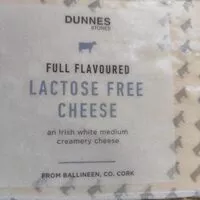 DUNNES
STORES
FULL FLAVOURED
LACTOSE FREE
CHEESE
an Irish white medium
creamery cheese
FROM BALLINEEN, CO. CORK